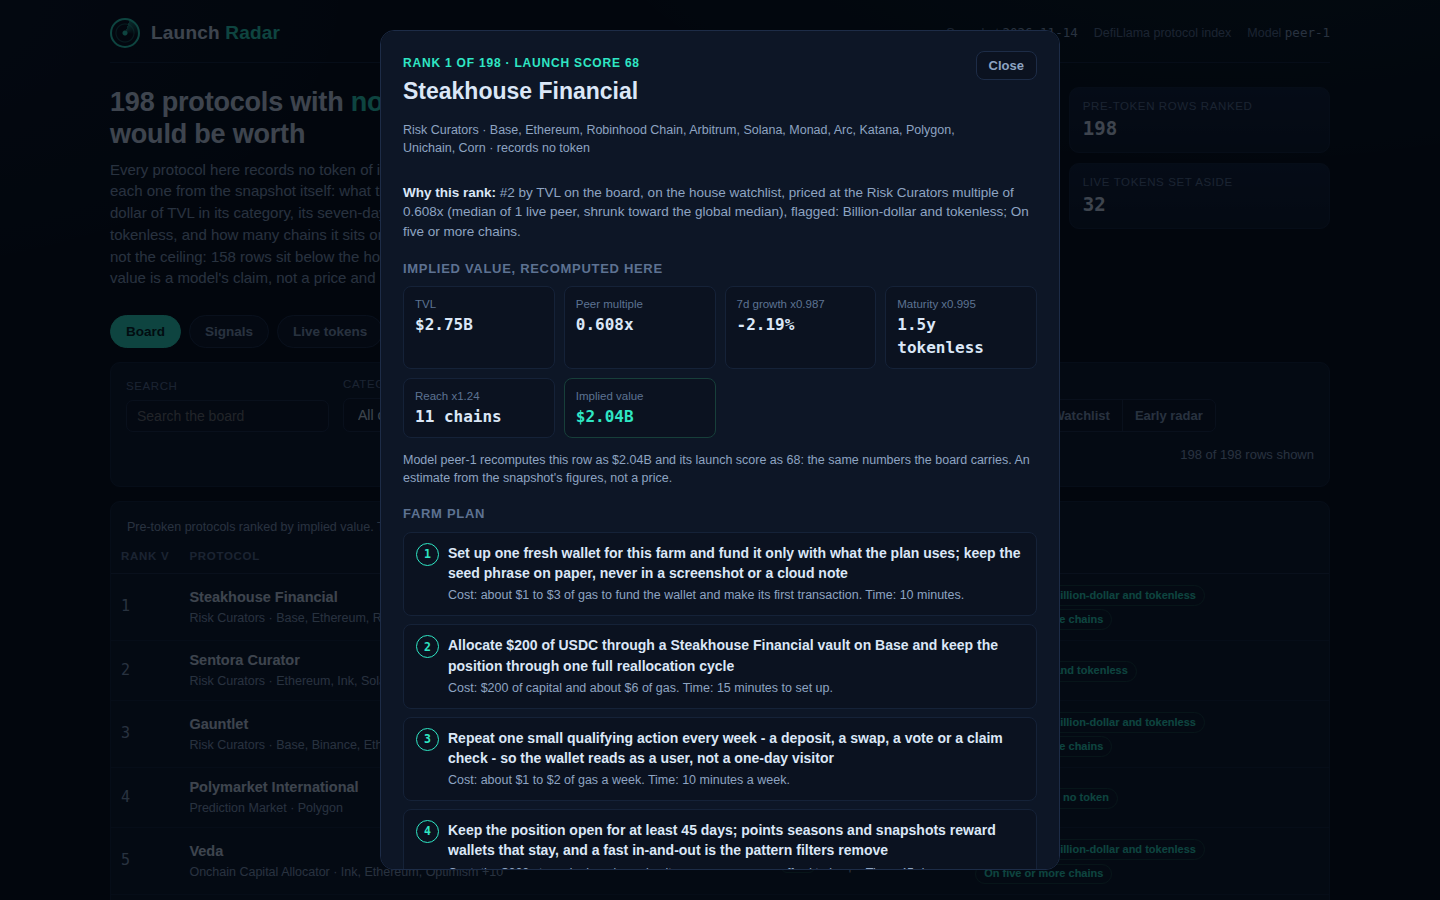 Launch Radar
11-14 DefiLlama protocol index Model peer-1
198 protocols with no
would be worth
Every protocol here records no token of i
each one from the snapshot itself: what t
dollar of TVL in its category, its seven-da
tokenless, and how many chains it sits o
not the ceiling: 158 rows sit below the ho
value is a model's claim, not a price and
PRE-TOKEN ROWS RANKED
198
LIVE TOKENS SET ASIDE
32
Board Signals Live tokens
SEARCH
Search the board
CATEG
All
Watchlist Early radar
198 of 198 rows shown
Pre-token protocols ranked by implied value.
RANK V PROTOCOL
1 Steakhouse Financial
Risk Curators · Base, Ethereum, R
Billion-dollar and tokenless
e chains
2 Sentora Curator
Risk Curators · Ethereum, Ink, Sol
and tokenless
3 Gauntlet
Risk Curators · Base, Binance, Eth
Billion-dollar and tokenless
e chains
4 Polymarket International
Prediction Market · Polygon
no token
5 Veda
Onchain Capital Allocator · Ink, Ethereum, Optimism +10
Billion-dollar and tokenless
On five or more chains
RANK 1 OF 198 · LAUNCH SCORE 68
Close
Steakhouse Financial
Risk Curators · Base, Ethereum, Robinhood Chain, Arbitrum, Solana, Monad, Arc, Katana, Polygon,
Unichain, Corn · records no token
Why this rank: #2 by TVL on the board, on the house watchlist, priced at the Risk Curators multiple of
0.608x (median of 1 live peer, shrunk toward the global median), flagged: Billion-dollar and tokenless; On
five or more chains.
IMPLIED VALUE, RECOMPUTED HERE
TVL
$2.75B
Peer multiple
0.608x
7d growth x0.987
-2.19%
Maturity x0.995
1.5y
tokenless
Reach x1.24
11 chains
Implied value
$2.04B
Model peer-1 recomputes this row as $2.04B and its launch score as 68: the same numbers the board carries. An
estimate from the snapshot's figures, not a price.
FARM PLAN
1 Set up one fresh wallet for this farm and fund it only with what the plan uses; keep the
seed phrase on paper, never in a screenshot or a cloud note
Cost: about $1 to $3 of gas to fund the wallet and make its first transaction. Time: 10 minutes.
2 Allocate $200 of USDC through a Steakhouse Financial vault on Base and keep the
position through one full reallocation cycle
Cost: $200 of capital and about $6 of gas. Time: 15 minutes to set up.
3 Repeat one small qualifying action every week - a deposit, a swap, a vote or a claim
check - so the wallet reads as a user, not a one-day visitor
Cost: about $1 to $2 of gas a week. Time: 10 minutes a week.
4 Keep the position open for at least 45 days; points seasons and snapshots reward
wallets that stay, and a fast in-and-out is the pattern filters remove